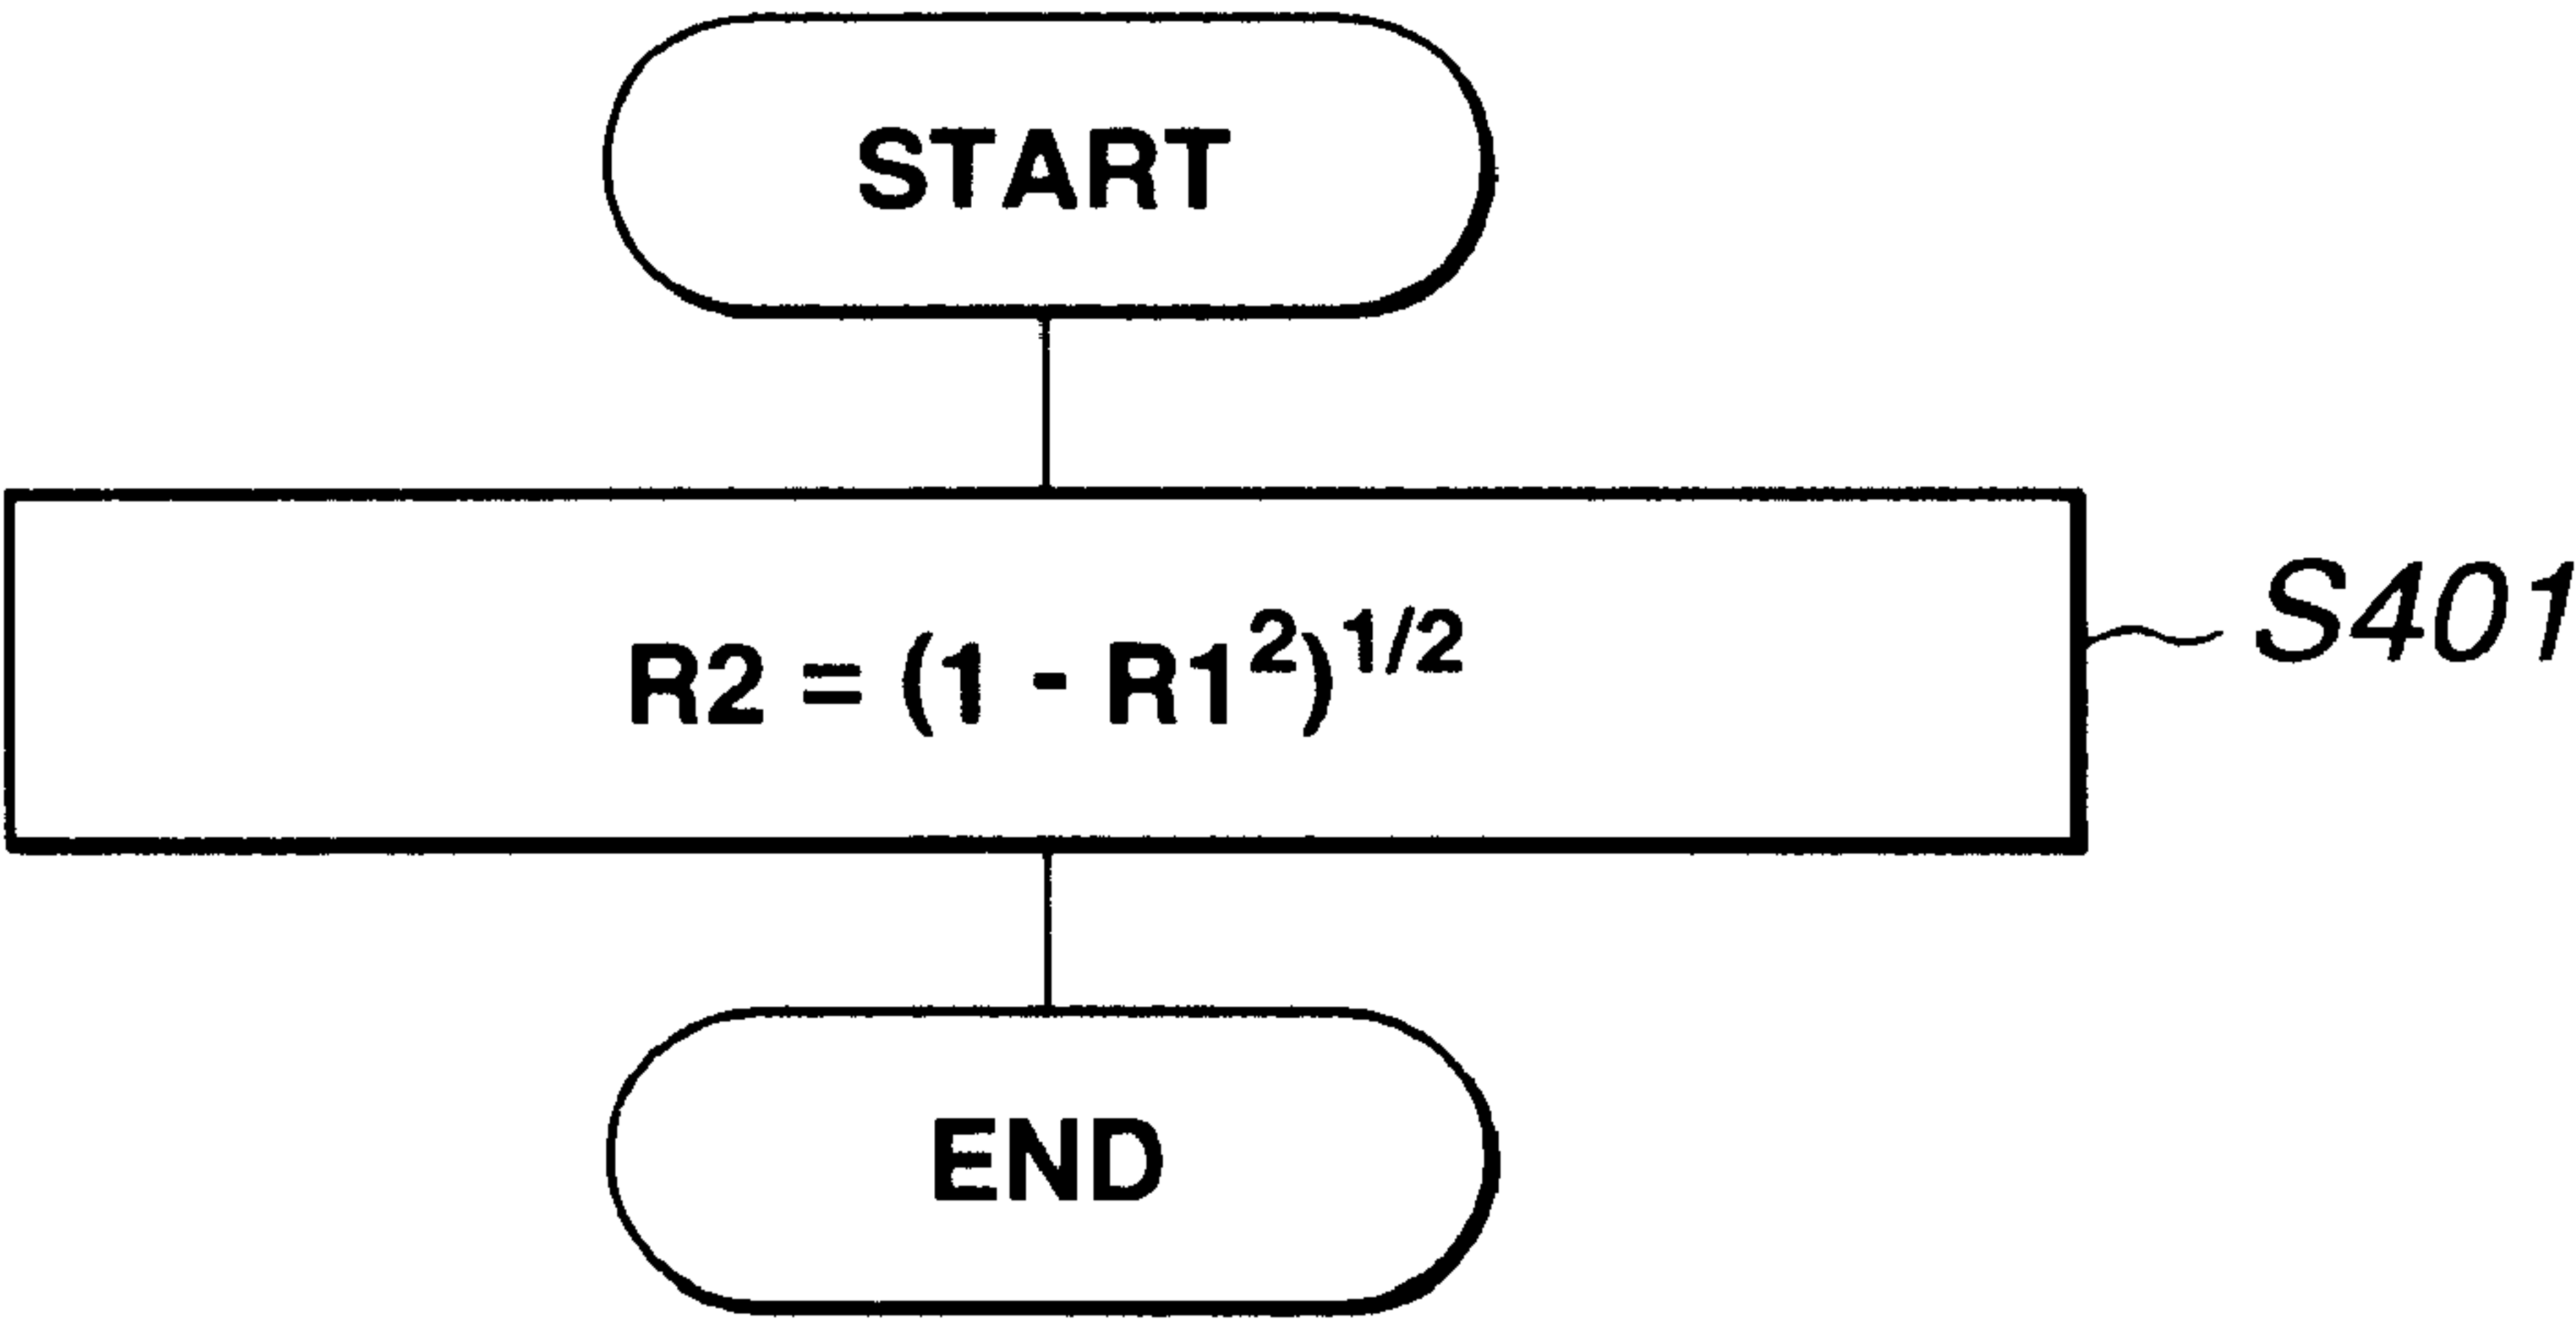 START
R2 = (1 - R1²)¹/²
S401
END